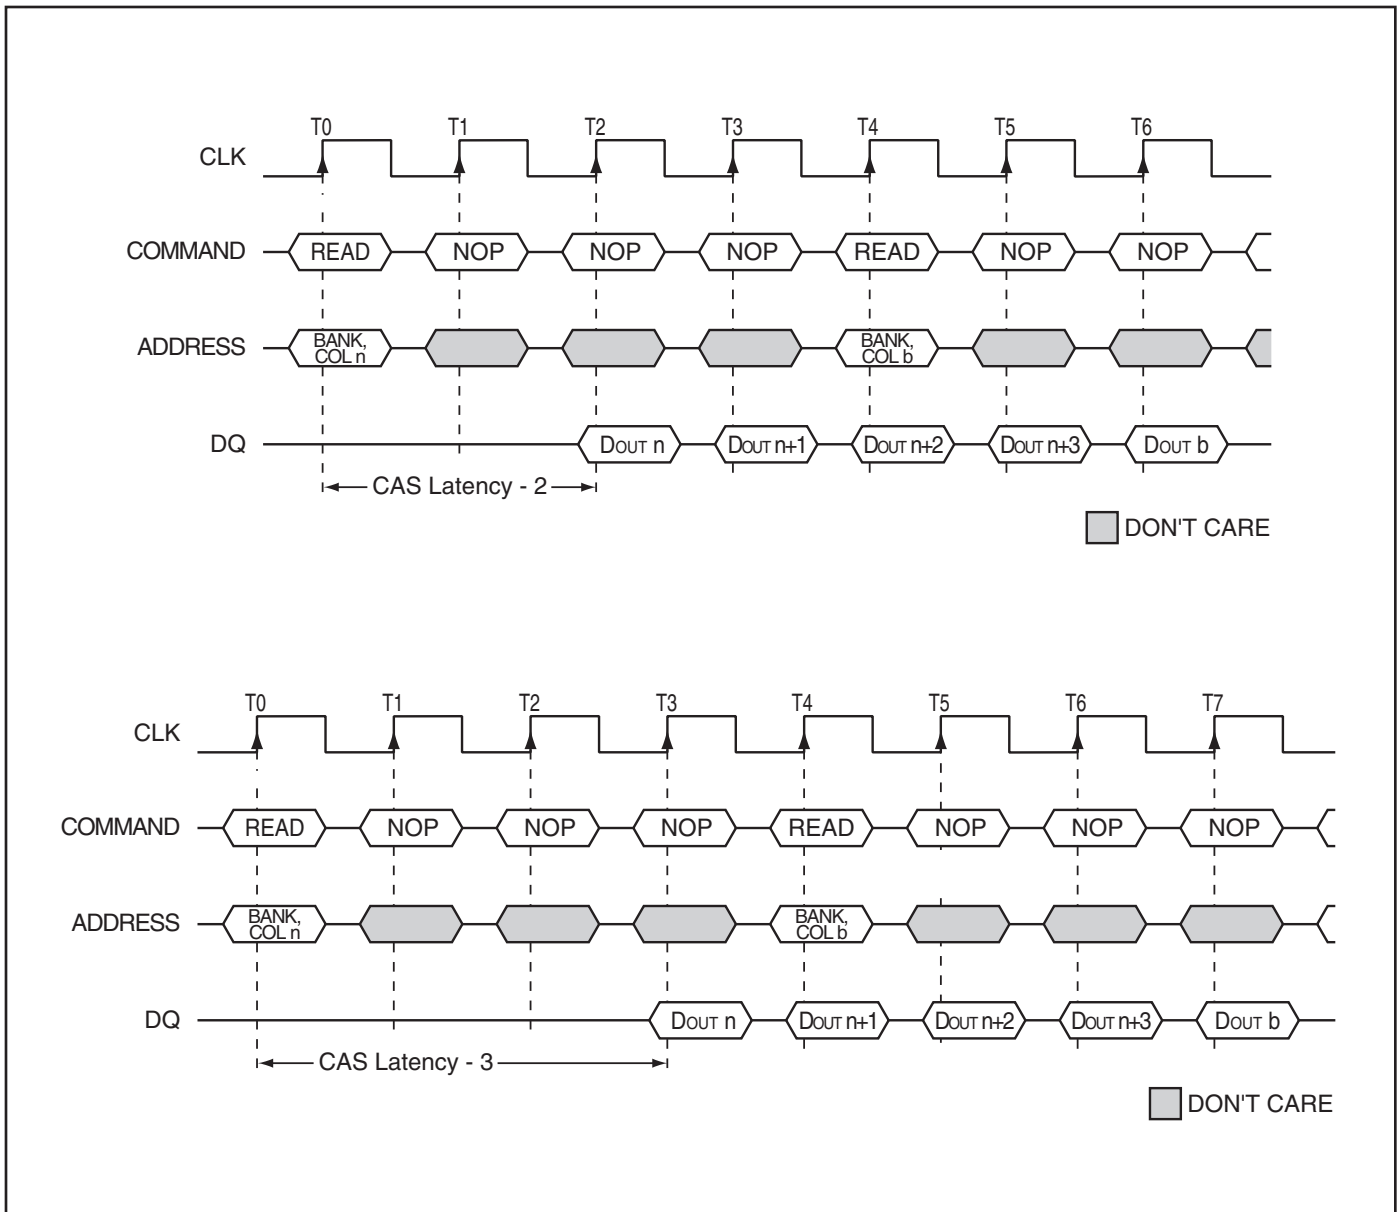 T0 T1 T2 T3 T4 T5 T6
CLK
COMMAND READ NOP NOP NOP READ NOP NOP
ADDRESS BANK, COL n BANK, COL b
DQ DOUT n DOUT n+1 DOUT n+2 DOUT n+3 DOUT b
CAS Latency - 2
DON'T CARE
T0 T1 T2 T3 T4 T5 T6 T7
CLK
COMMAND READ NOP NOP NOP READ NOP NOP NOP
ADDRESS BANK, COL n BANK, COL b
DQ DOUT n DOUT n+1 DOUT n+2 DOUT n+3 DOUT b
CAS Latency - 3
DON'T CARE